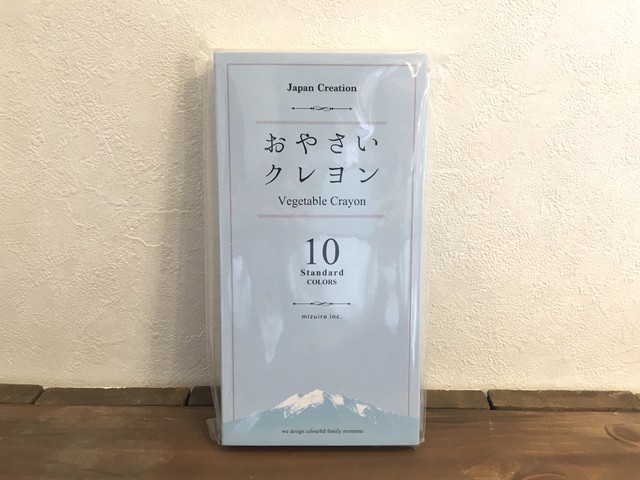 Japan Creation
おやさい
クレヨン
Vegetable Crayon
10
Standard
COLORS
mizuiro inc.
we design colourful family moments